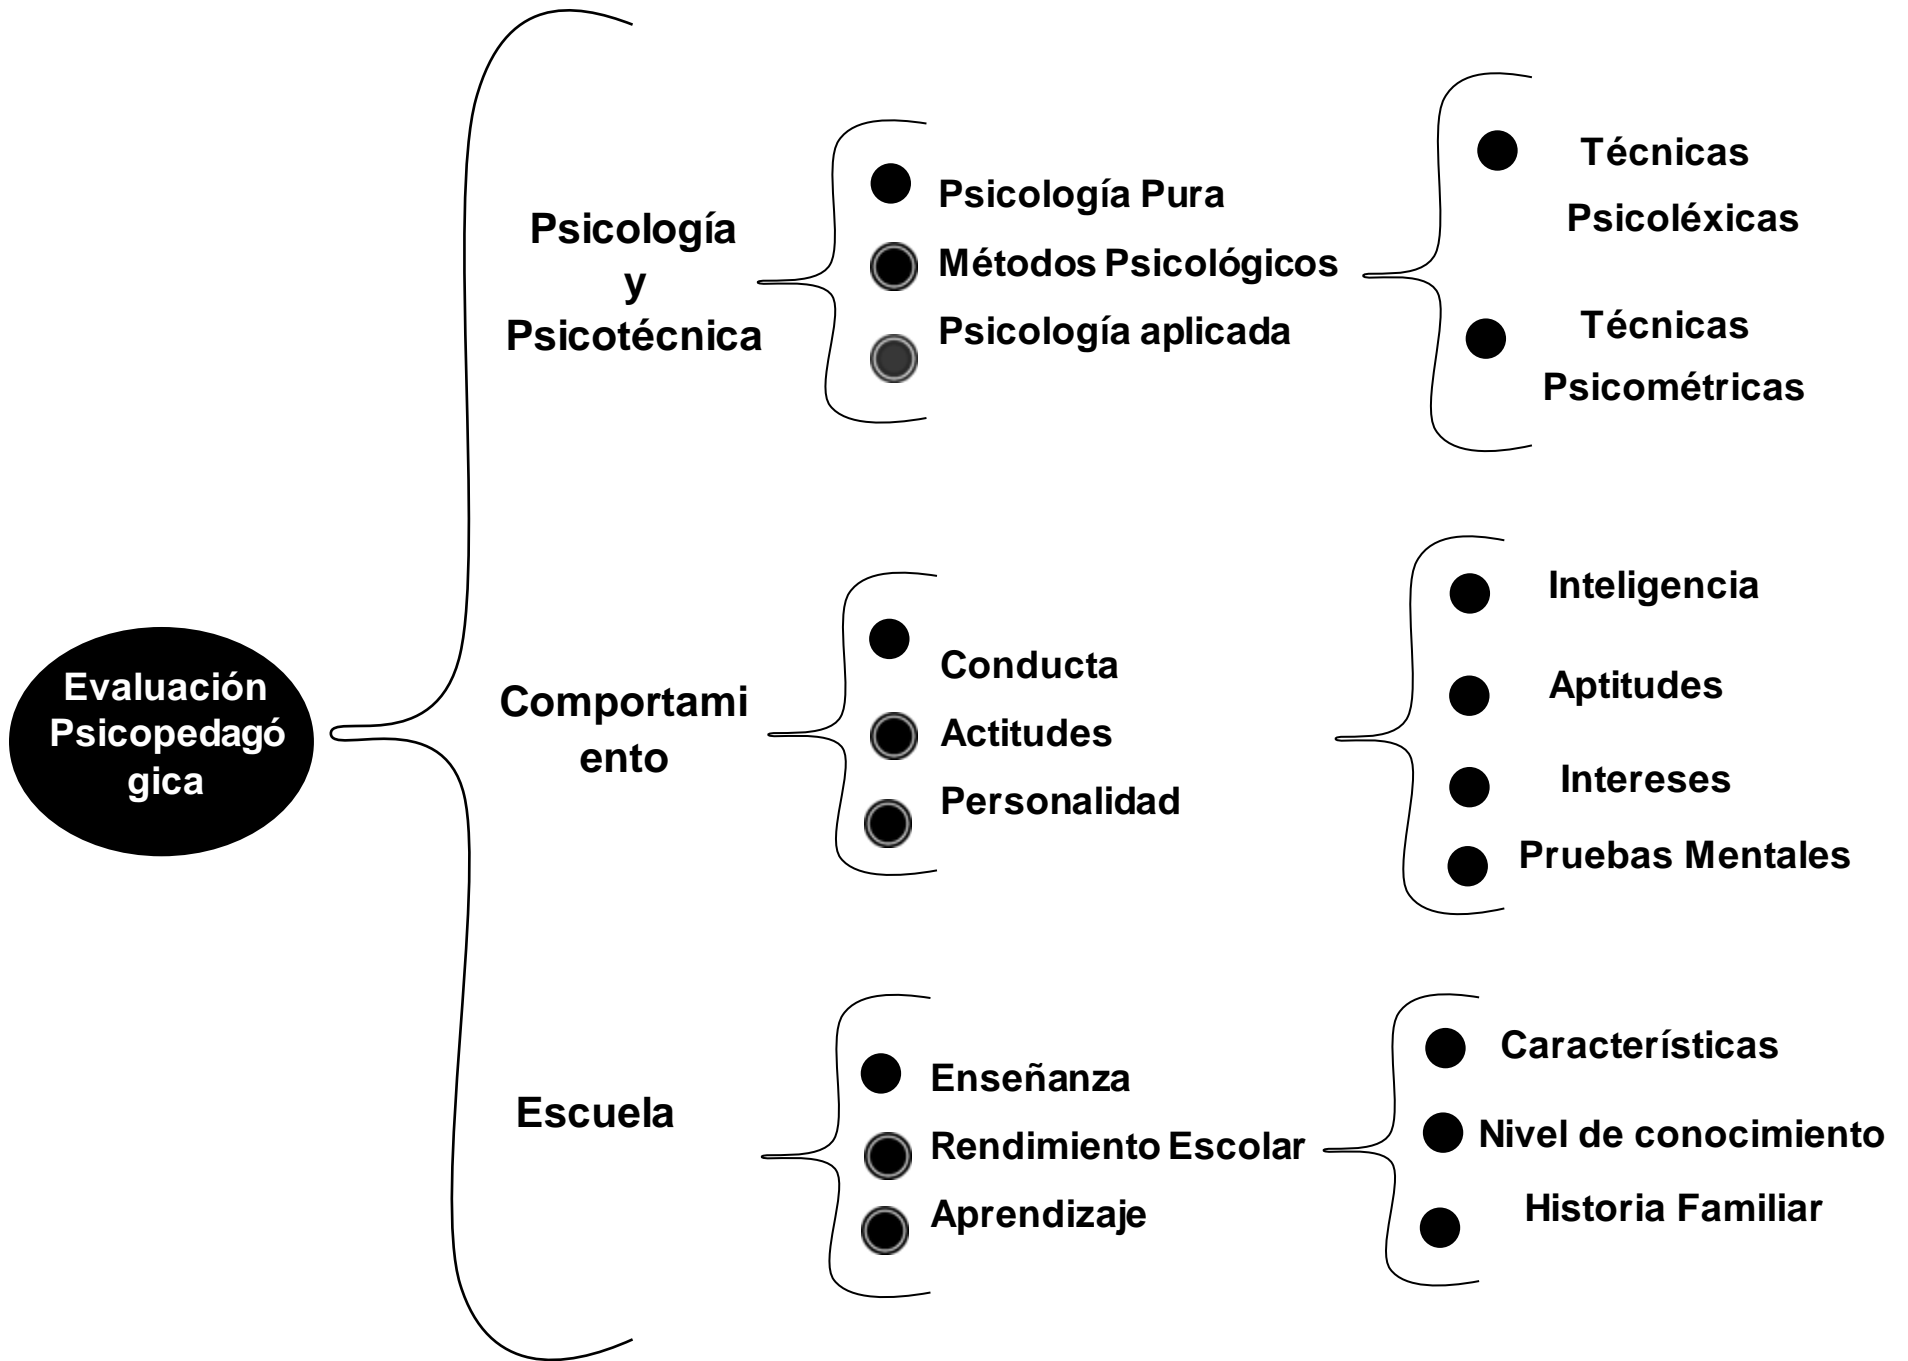 Evaluación
Psicopedagó
gica
Psicología
y
Psicotécnica
Psicología Pura
Métodos Psicológicos
Psicología aplicada
Técnicas
Psicoléxicas
Técnicas
Psicométricas
Comportami
ento
Conducta
Actitudes
Personalidad
Inteligencia
Aptitudes
Intereses
Pruebas Mentales
Escuela
Enseñanza
Rendimiento Escolar
Aprendizaje
Características
Nivel de conocimiento
Historia Familiar